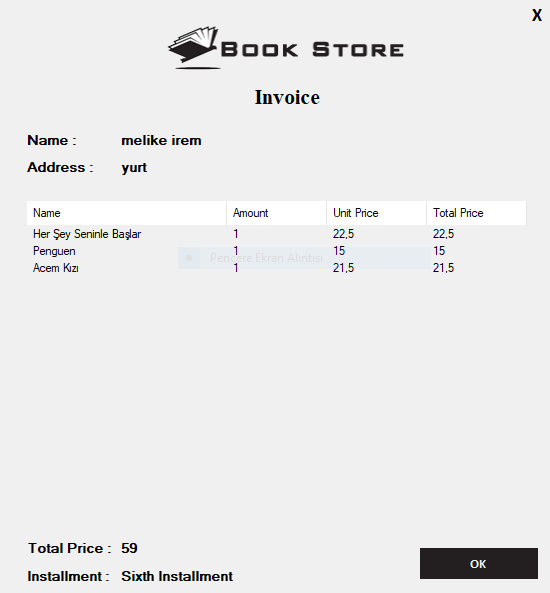 X
Book Store
Invoice
Name : melike irem
Address : yurt
Name Amount Unit Price Total Price
Her Şey Seninle Başlar 1 22,5 22,5
Penguen 1 15 15
Pencere Ekran Alıntısı
Acem Kızı 1 21,5 21,5
Total Price : 59
OK
Installment : Sixth Installment